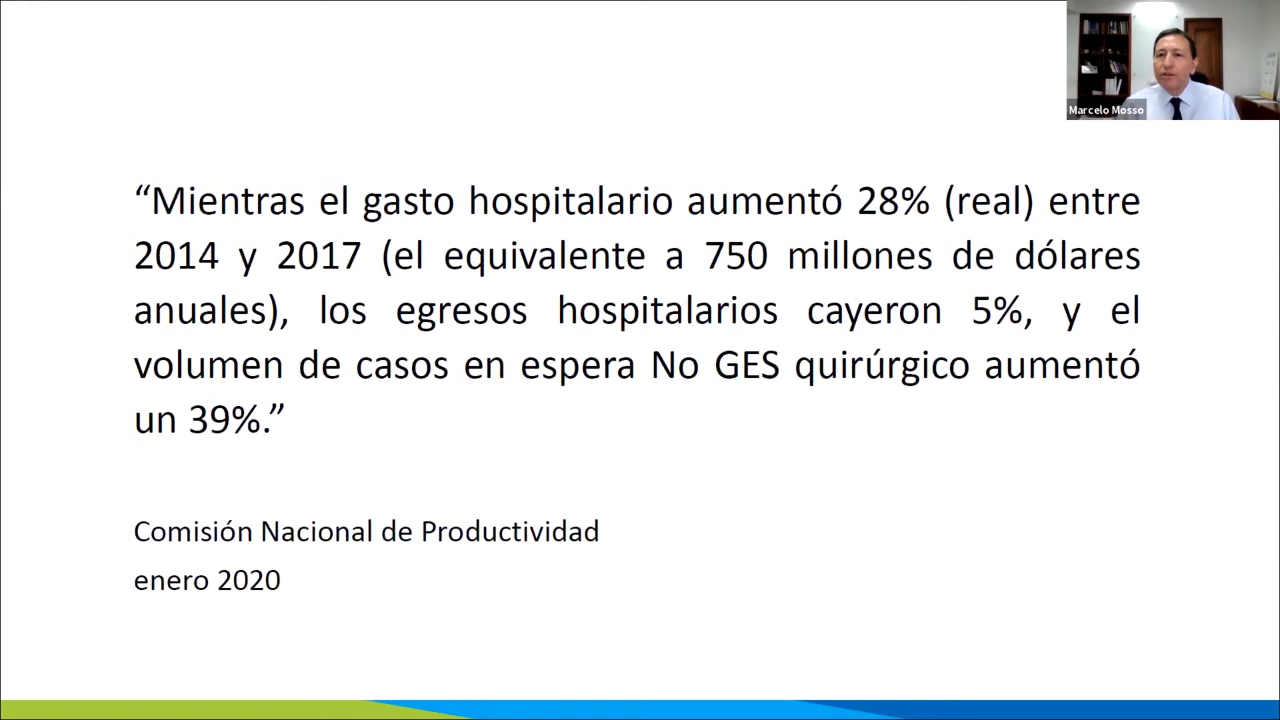 Marcelo Mosso
“Mientras el gasto hospitalario aumentó 28% (real) entre
2014 y 2017 (el equivalente a 750 millones de dólares
anuales), los egresos hospitalarios cayeron 5%, y el
volumen de casos en espera No GES quirúrgico aumentó
un 39%.”
Comisión Nacional de Productividad
enero 2020